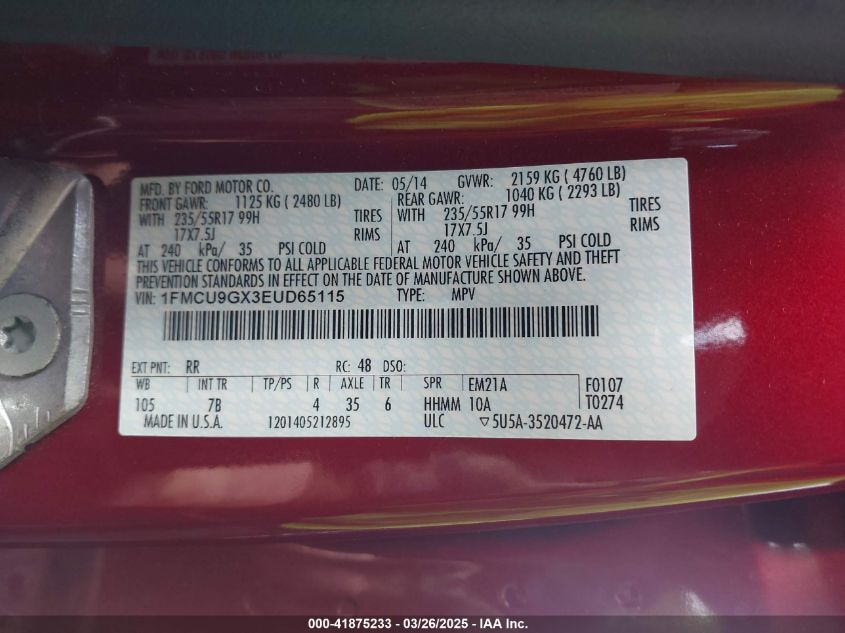 MFD. BY FORD MOTOR CO. DATE: 05/14 GVWR: 2159 KG ( 4760 LB)
FRONT GAWR: 1125 KG ( 2480 LB) REAR GAWR: 1040 KG ( 2293 LB)
WITH 235/55R17 99H TIRES WITH 235/55R17 99H TIRES
17X7.5J RIMS 17X7.5J RIMS
AT 240 kPa/ 35 PSI COLD AT 240 kPa/ 35 PSI COLD
THIS VEHICLE CONFORMS TO ALL APPLICABLE FEDERAL MOTOR VEHICLE SAFETY AND THEFT
PREVENTION STANDARDS IN EFFECT ON THE DATE OF MANUFACTURE SHOWN ABOVE.
VIN: 1FMCU9GX3EUD65115 TYPE: MPV
EXT PNT: RR RC: 48 DSO:
WB INT TR TP/PS R AXLE TR SPR EM21A F0107
105 7B 4 35 6 HHMM 10A T0274
MADE IN U.S.A. 1201405212895 ULC ▽5U5A-3520472-AA
000-41875233 - 03/26/2025 - WWW.IAAI.COM